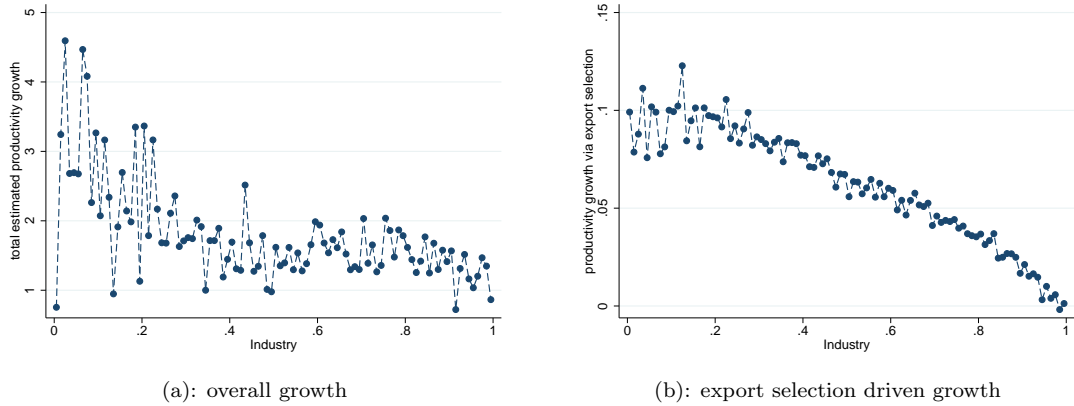 total estimated productivity growth
5
4
3
2
1
0 .2 .4 .6 .8 1
Industry
(a): overall growth
productivity growth via export selection
.15
.1
.05
0
0 .2 .4 .6 .8 1
Industry
(b): export selection driven growth